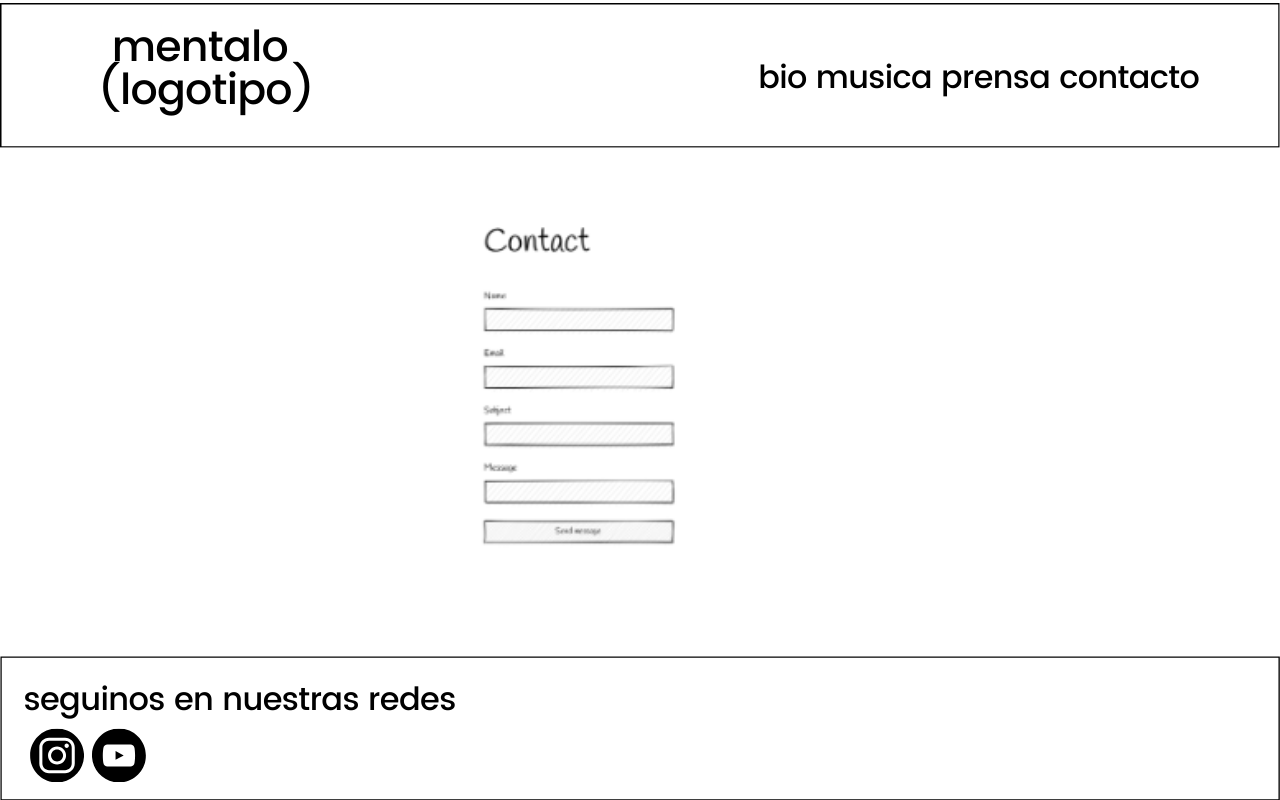 mentalo
(logotipo)
bio musica prensa contacto
Contact
Name
Email
Subject
Message
Send message
seguinos en nuestras redes